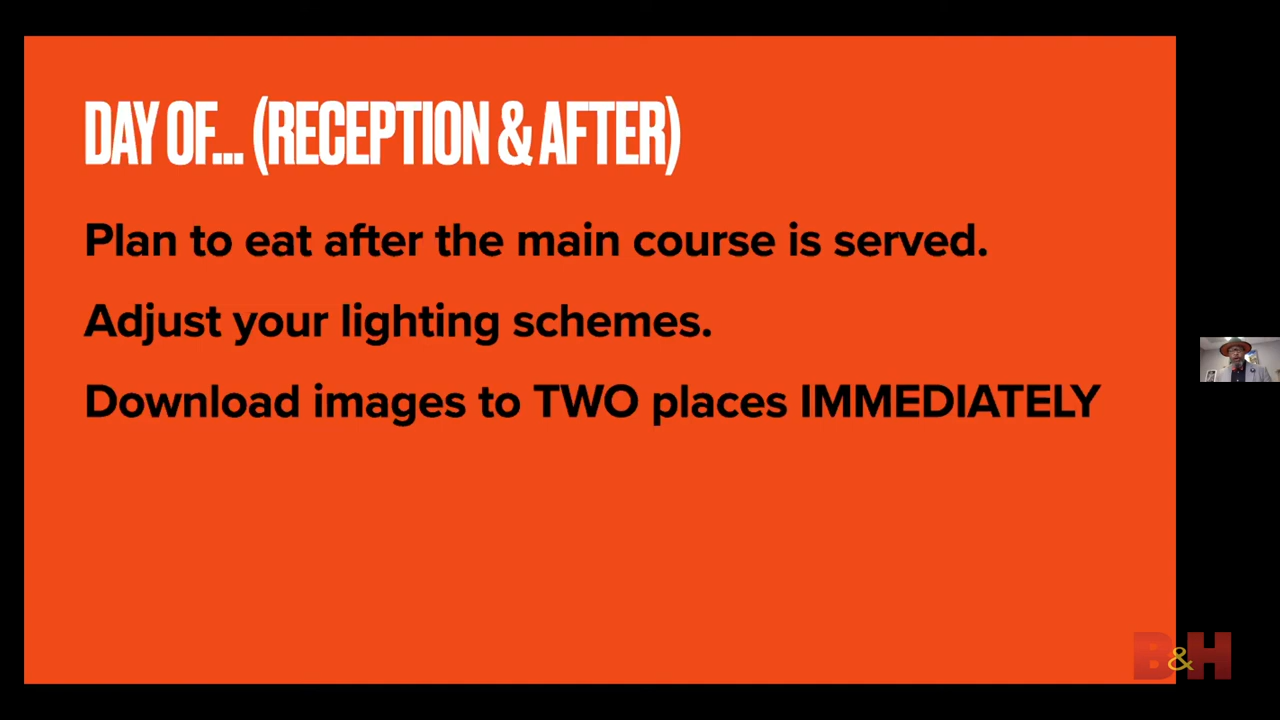 DAY OF... (RECEPTION & AFTER)
Plan to eat after the main course is served.
Adjust your lighting schemes.
Download images to TWO places IMMEDIATELY
B&H